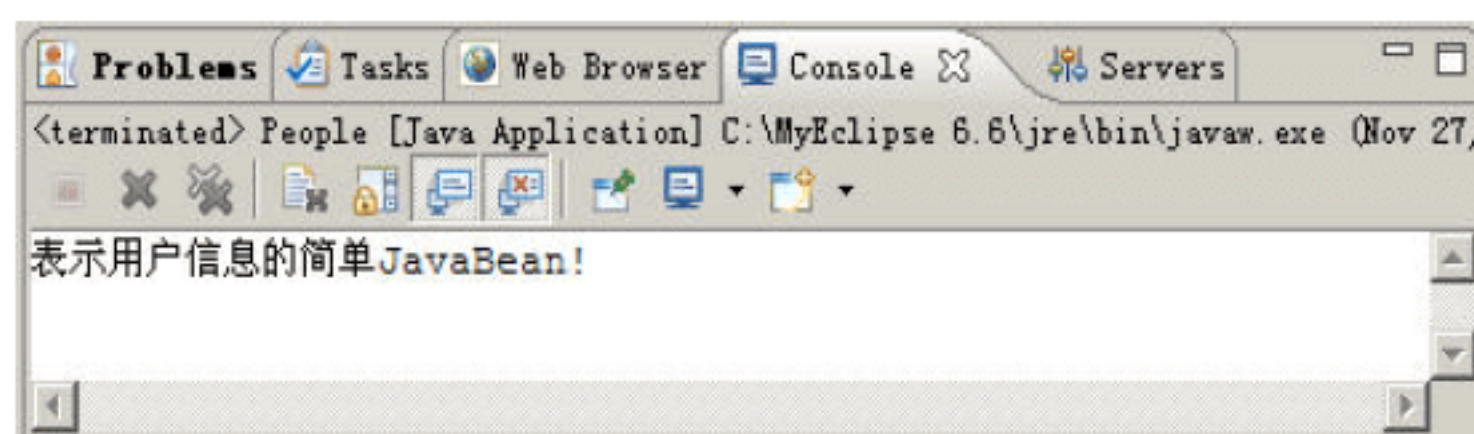 Problems Tasks Web Browser Console Servers
<terminated> People [Java Application] C:\MyEclipse 6.6\jre\bin\javaw.exe (Nov 27,
表示用户信息的简单JavaBean!